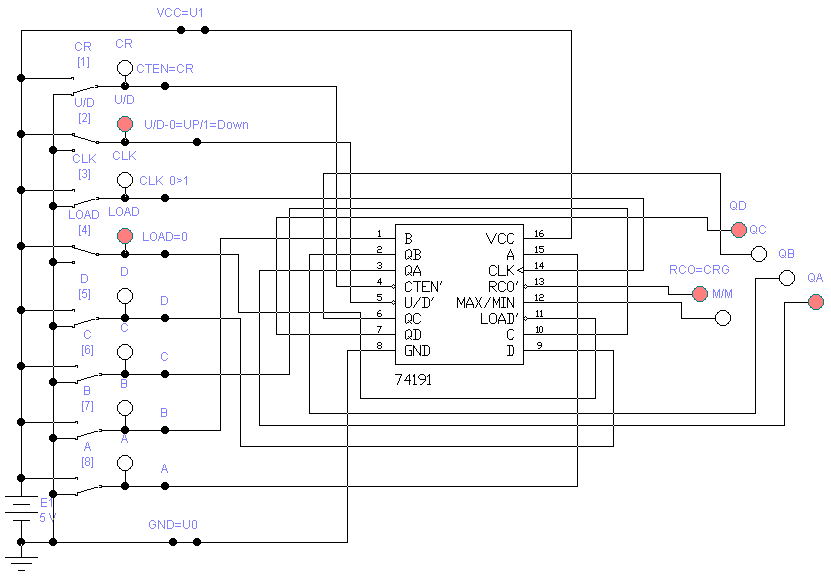 VCC=U1
CR
[1]
CR
CTEN=CR
U/D
[2]
U/D
U/D-0=UP/1=Down
CLK
[3]
CLK
CLK 0>1
LOAD
[4]
LOAD
LOAD=0
D
[5]
D
D
C
[6]
C
C
B
[7]
B
B
A
[8]
A
A
E1
5 V
GND=U0
1 B VCC 16
2 QB A 15
3 QA CLK 14
4 CTEN' RCO' 13
5 U/D' MAX/MIN 12
6 QC LOAD' 11
7 QD C 10
8 GND D 9
74191
QD
QC
QB
QA
RCO=CRG
M/M